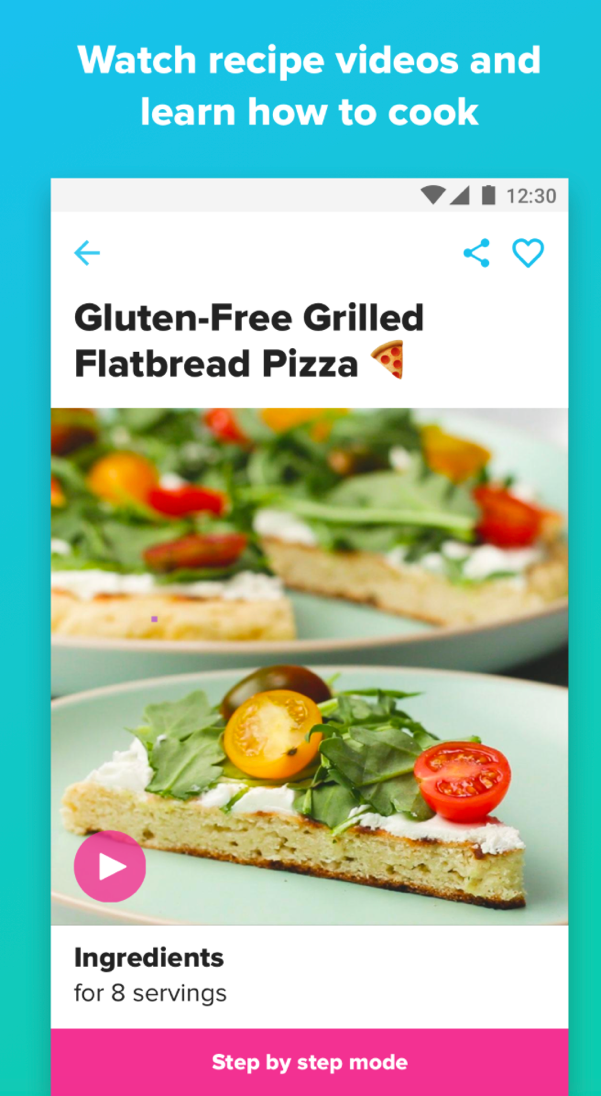 Watch recipe videos and
learn how to cook
12:30
Gluten-Free Grilled
Flatbread Pizza 🍕
Ingredients
for 8 servings
Step by step mode